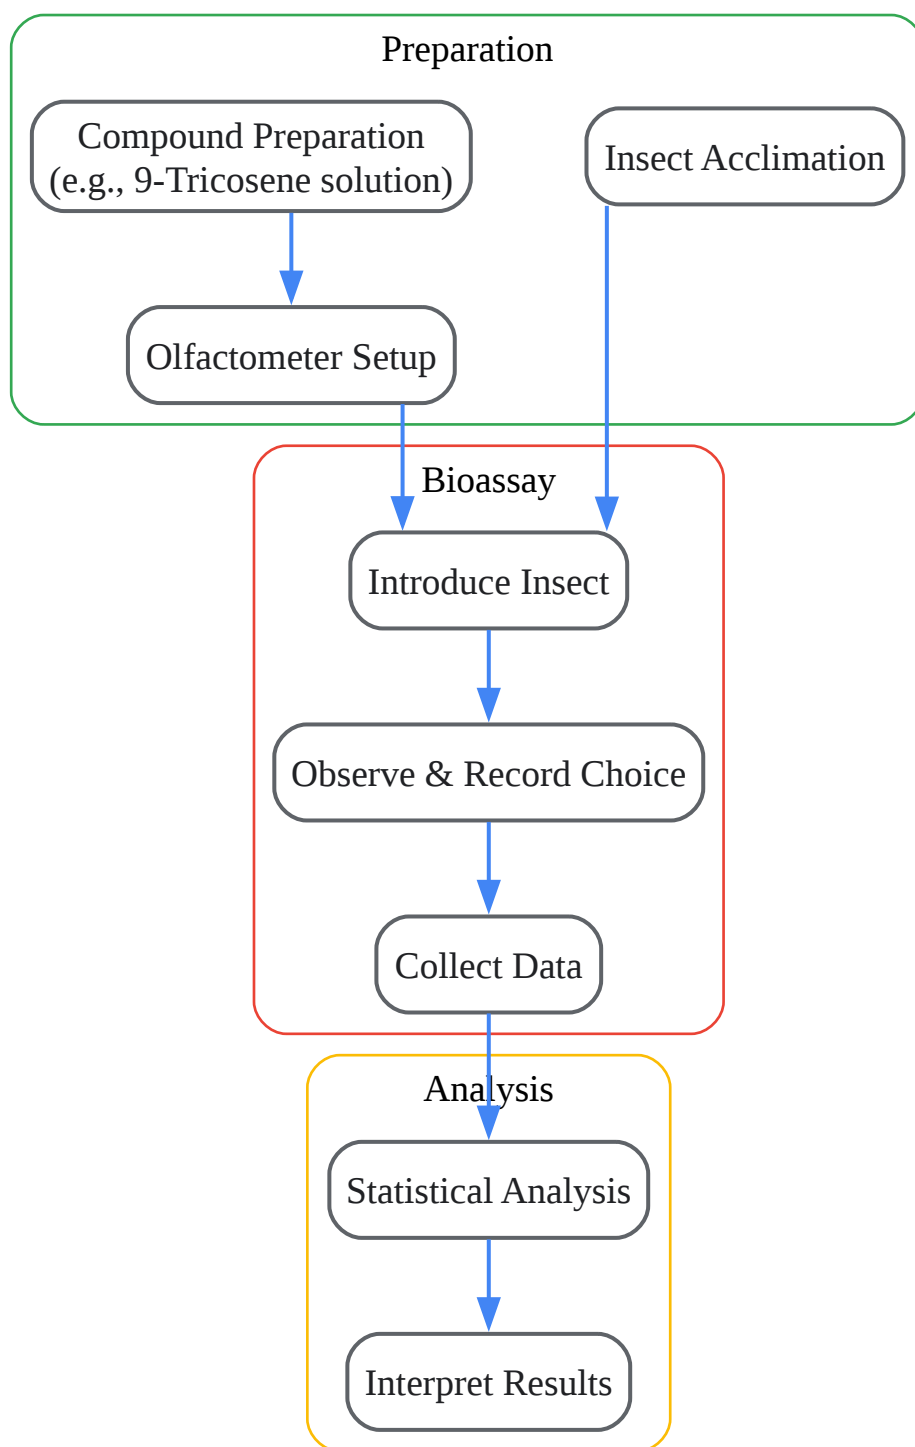 Preparation
Compound Preparation
(e.g., 9-Tricosene solution)
Insect Acclimation
Olfactometer Setup
Bioassay
Introduce Insect
Observe & Record Choice
Collect Data
Analysis
Statistical Analysis
Interpret Results